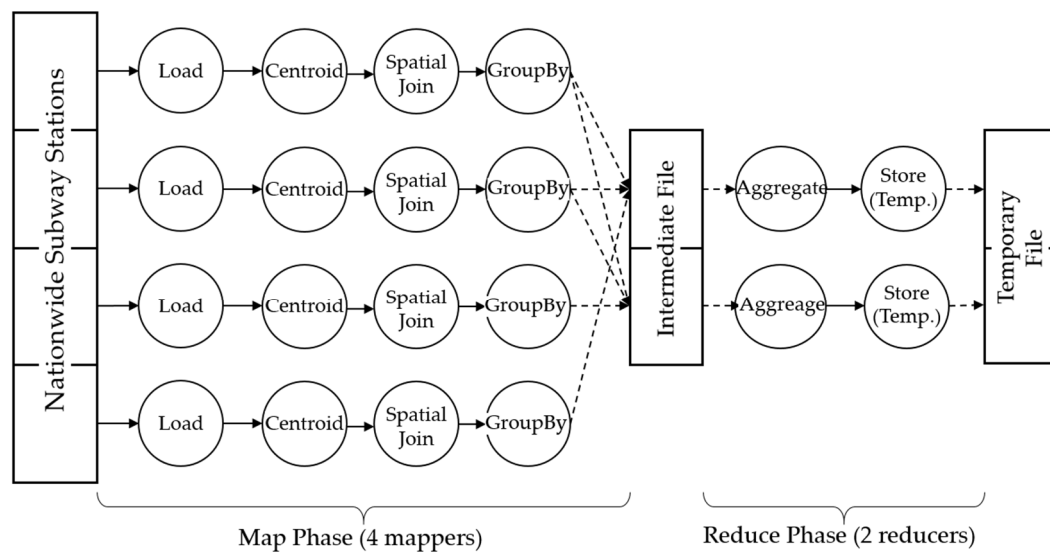 Nationwide Subway Stations
Load
Centroid
Spatial
Join
GroupBy
Load
Centroid
Spatial
Join
GroupBy
Load
Centroid
Spatial
Join
GroupBy
Load
Centroid
Spatial
Join
GroupBy
Intermediate File
Aggregate
Store
(Temp.)
Aggreage
Store
(Temp.)
Temporary
File
Map Phase (4 mappers)
Reduce Phase (2 reducers)